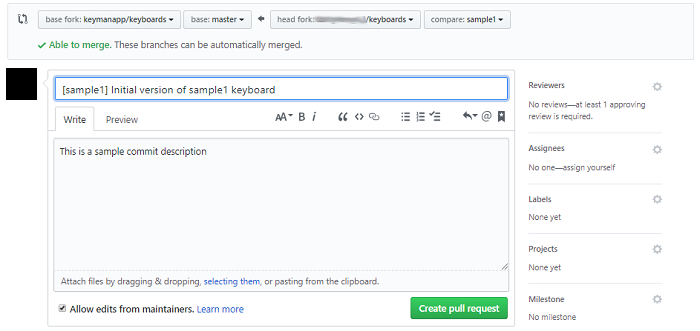 base fork: keymanapp/keyboards base: master head fork: /keyboards compare: sample1
Able to merge. These branches can be automatically merged.
[sample1] Initial version of sample1 keyboard
Write Preview AA B i
This is a sample commit description
Attach files by dragging & dropping, selecting them, or pasting from the clipboard.
Allow edits from maintainers. Learn more Create pull request
Reviewers
No reviews—at least 1 approving
review is required.
Assignees
No one—assign yourself
Labels
None yet
Projects
None yet
Milestone
No milestone